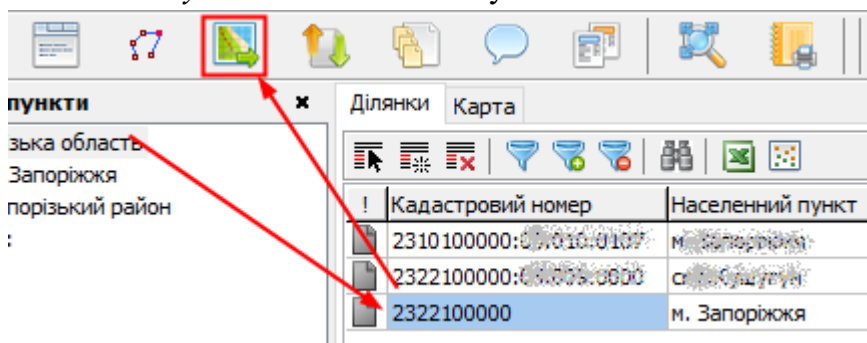 пункти
Ділянки Карта
зька область
Запоріжжя
порізький район
! Кадастровий номер Населенний пункт
2310100000:
2322100000:
2322100000 м. Запоріжжя